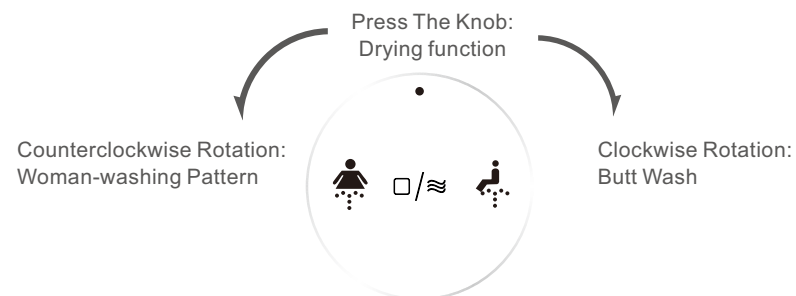 Press The Knob:
Drying function
Counterclockwise Rotation:
Woman-washing Pattern
Clockwise Rotation:
Butt Wash